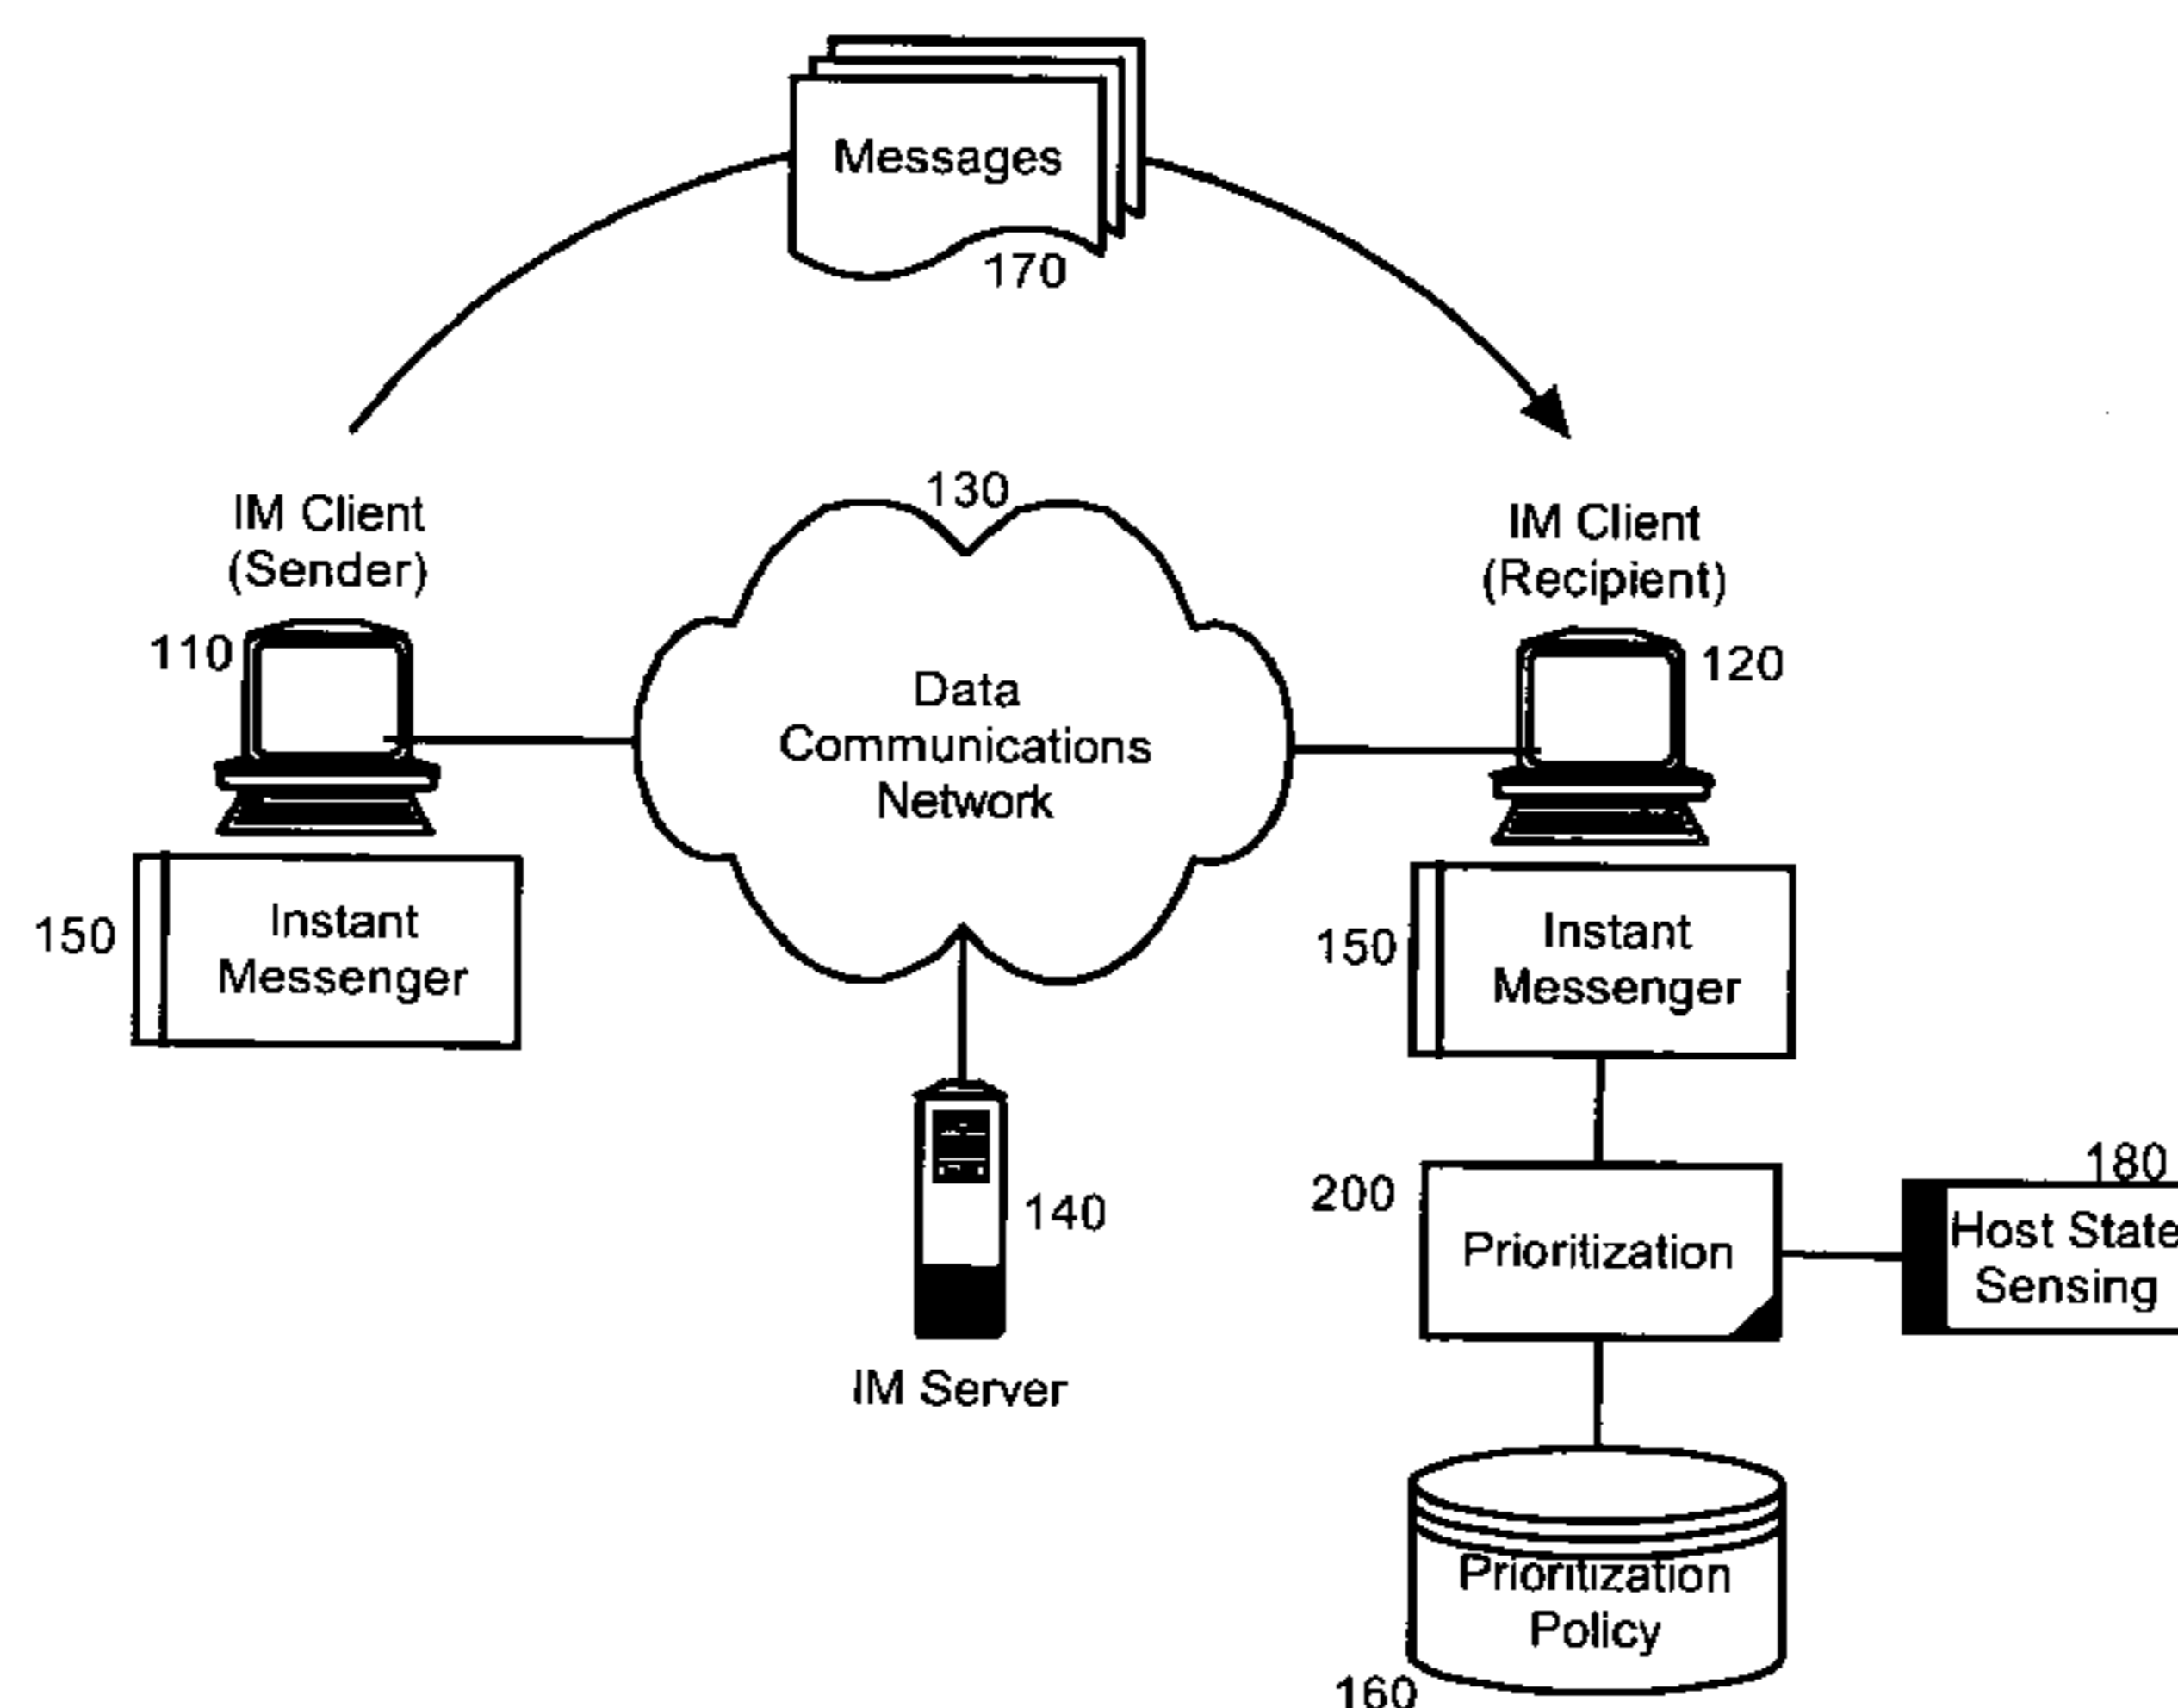 Messages
170
130
IM Client
(Sender)
IM Client
(Recipient)
110
120
Data
Communications
Network
150
Instant
Messenger
150
Instant
Messenger
180
200
Prioritization
Host State
Sensing
140
IM Server
Prioritization
Policy
160